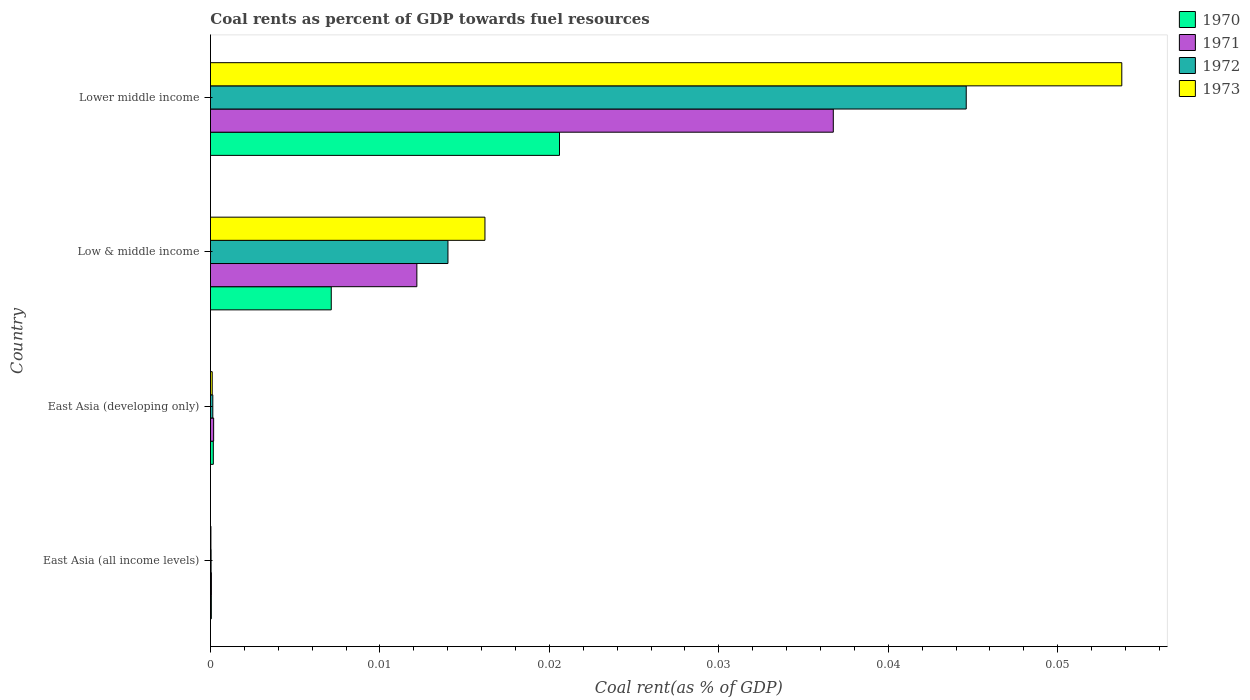 Coal rents as percent of GDP towards fuel resources
1970
1971
1972
1973
Lower middle income
Low & middle income
East Asia (developing only)
East Asia (all income levels)
Country
0
0.01
0.02
0.03
0.04
0.05
Coal rent(as % of GDP)